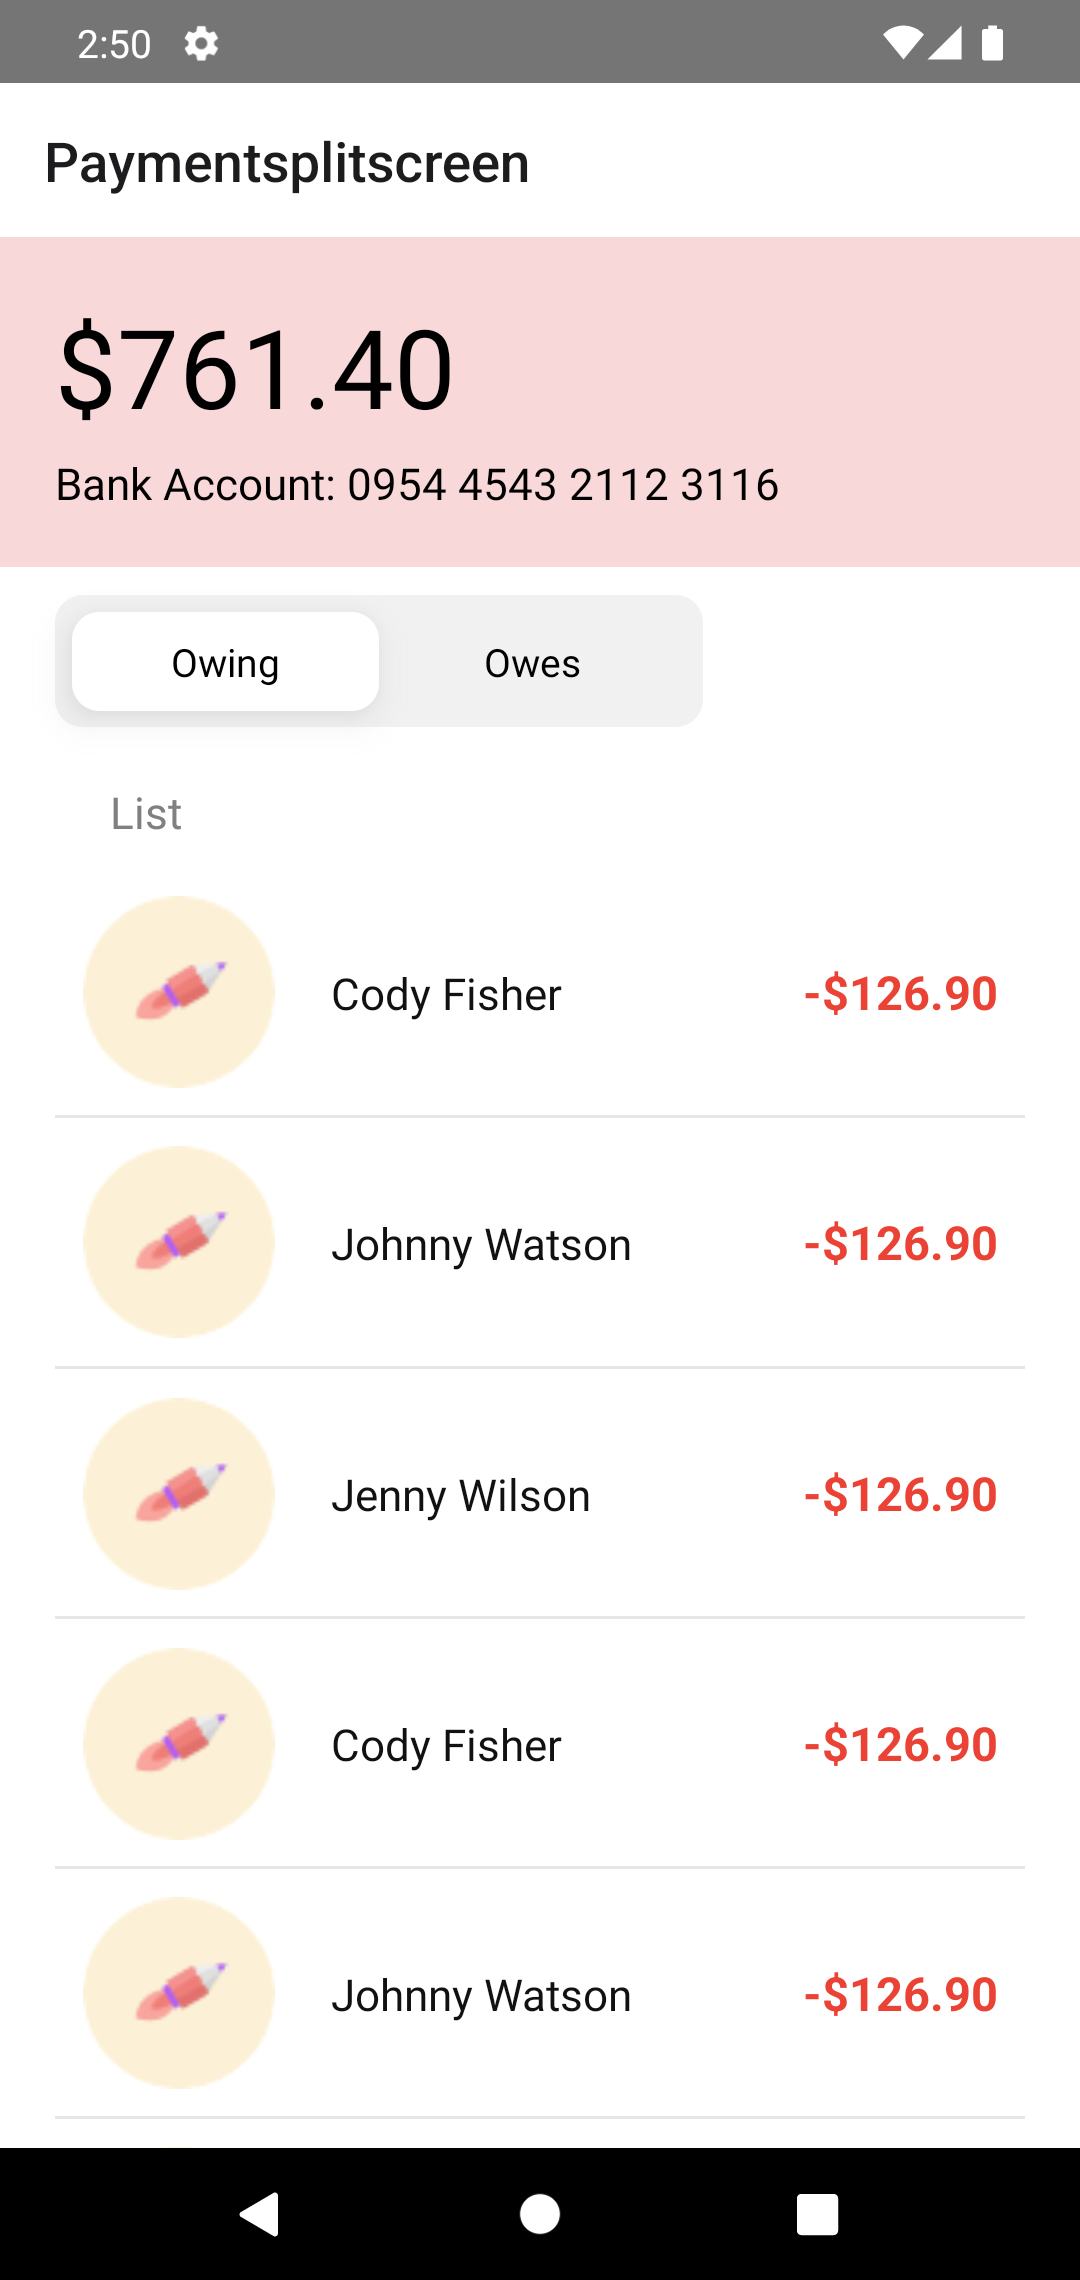 2:50
Paymentsplitscreen
$761.40
Bank Account: 0954 4543 2112 3116
Owing Owes
List
Cody Fisher -$126.90
Johnny Watson -$126.90
Jenny Wilson -$126.90
Cody Fisher -$126.90
Johnny Watson -$126.90